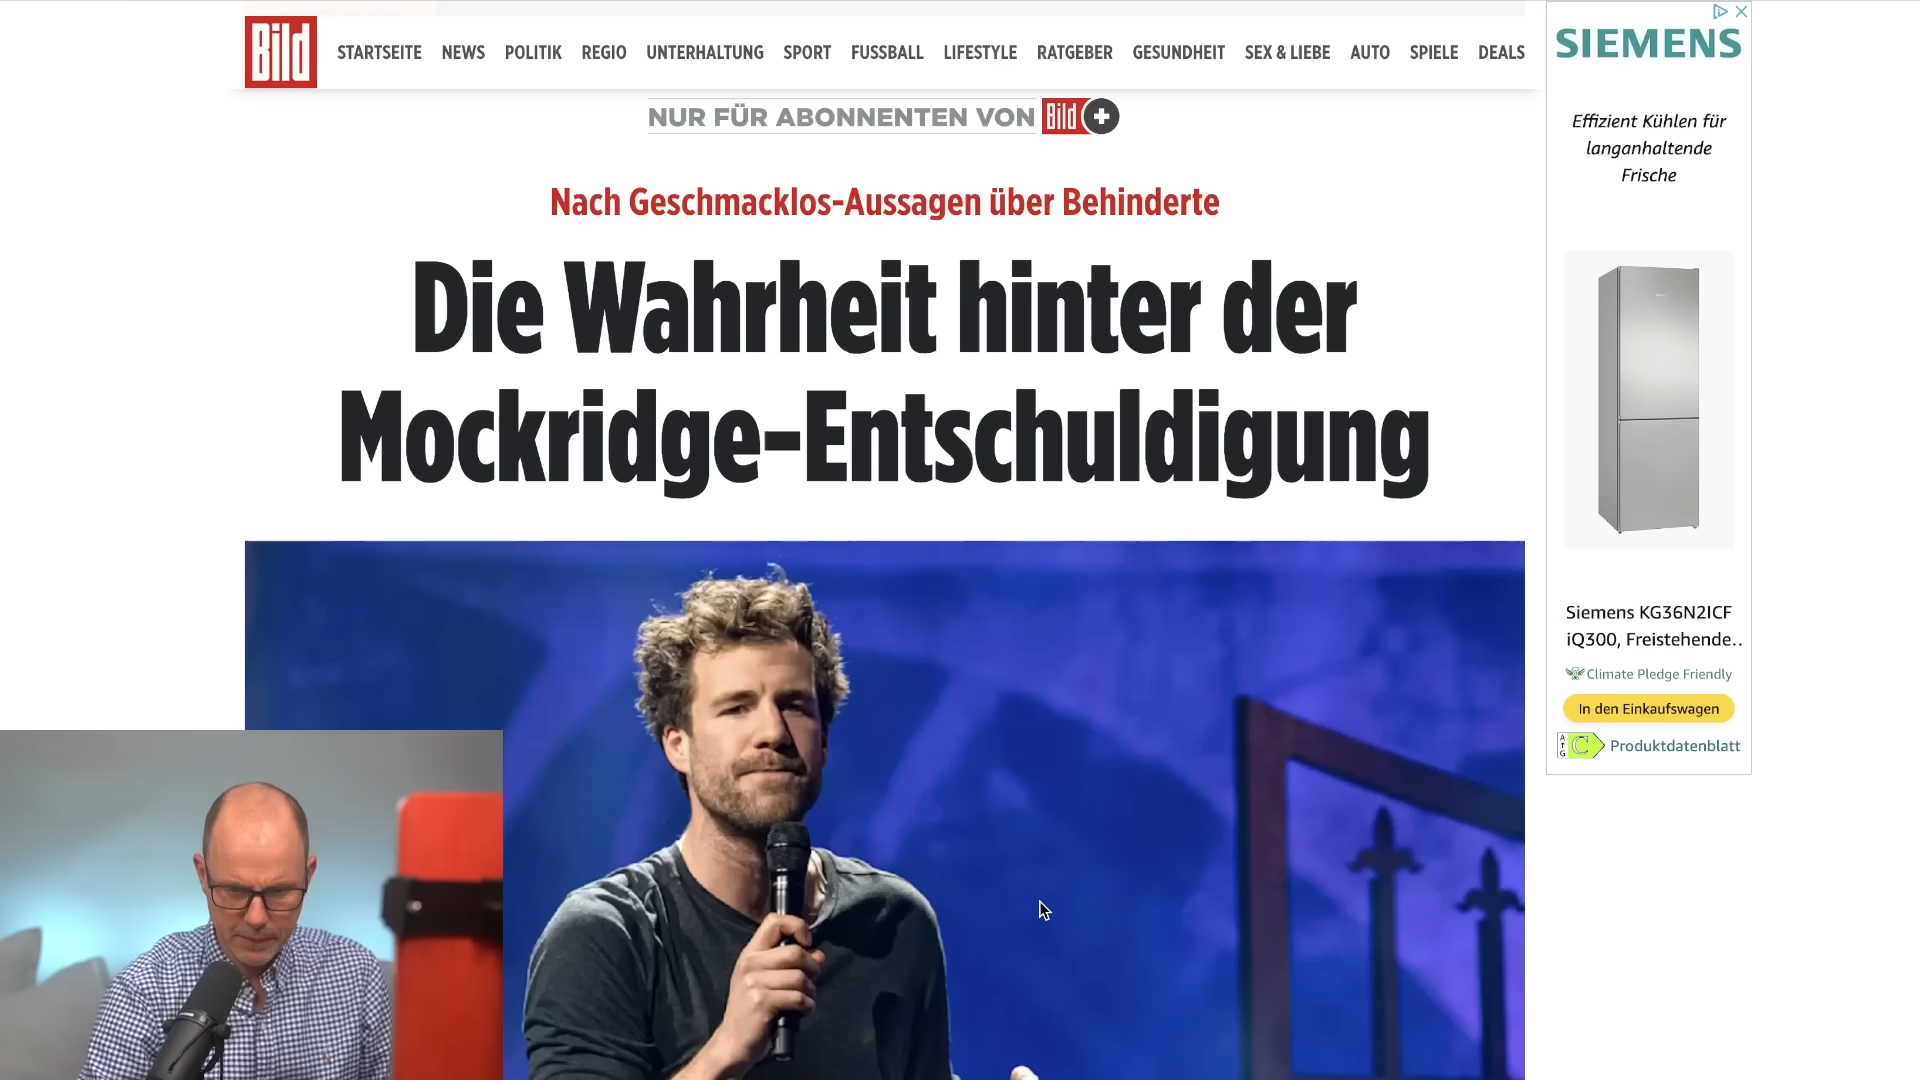 Bild
STARTSEITE NEWS POLITIK REGIO UNTERHALTUNG SPORT FUSSBALL LIFESTYLE RATGEBER GESUNDHEIT SEX & LIEBE AUTO SPIELE DEALS
NUR FÜR ABONNENTEN VON Bild +
Nach Geschmacklos-Aussagen über Behinderte
Die Wahrheit hinter der
Mockridge-Entschuldigung
SIEMENS
Effizient Kühlen für
langanhaltende
Frische
Siemens KG36N2ICF
iQ300, Freistehende..
Climate Pledge Friendly
In den Einkaufswagen
A G C Produktdatenblatt